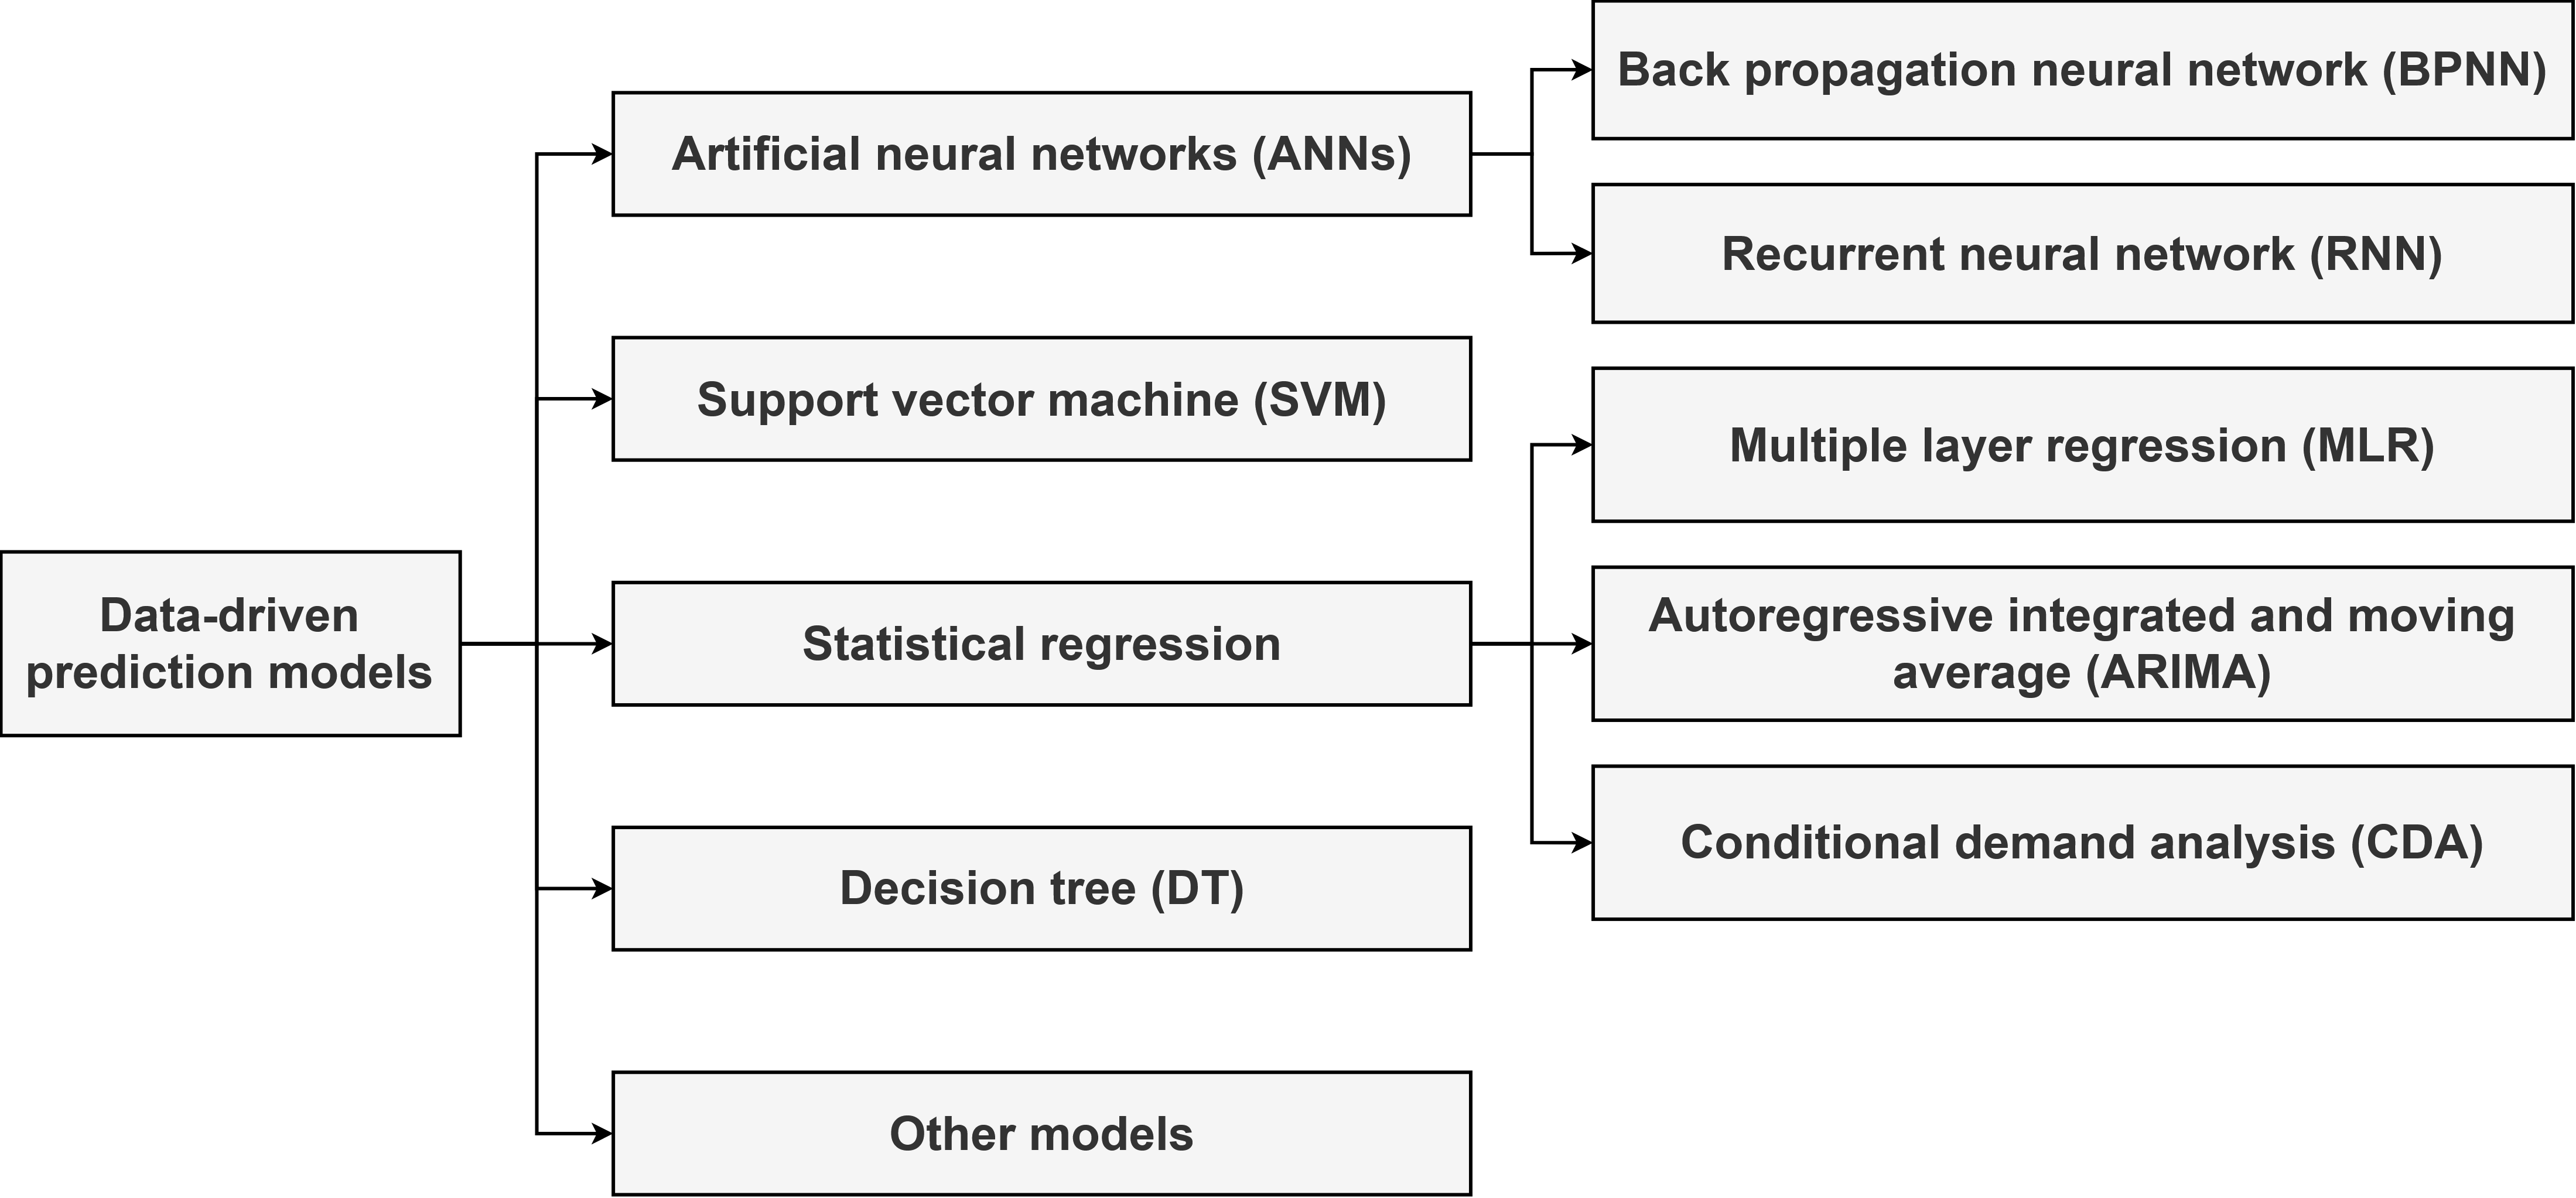 Data-driven
prediction models
Artificial neural networks (ANNs)
Support vector machine (SVM)
Statistical regression
Decision tree (DT)
Other models
Back propagation neural network (BPNN)
Recurrent neural network (RNN)
Multiple layer regression (MLR)
Autoregressive integrated and moving
average (ARIMA)
Conditional demand analysis (CDA)